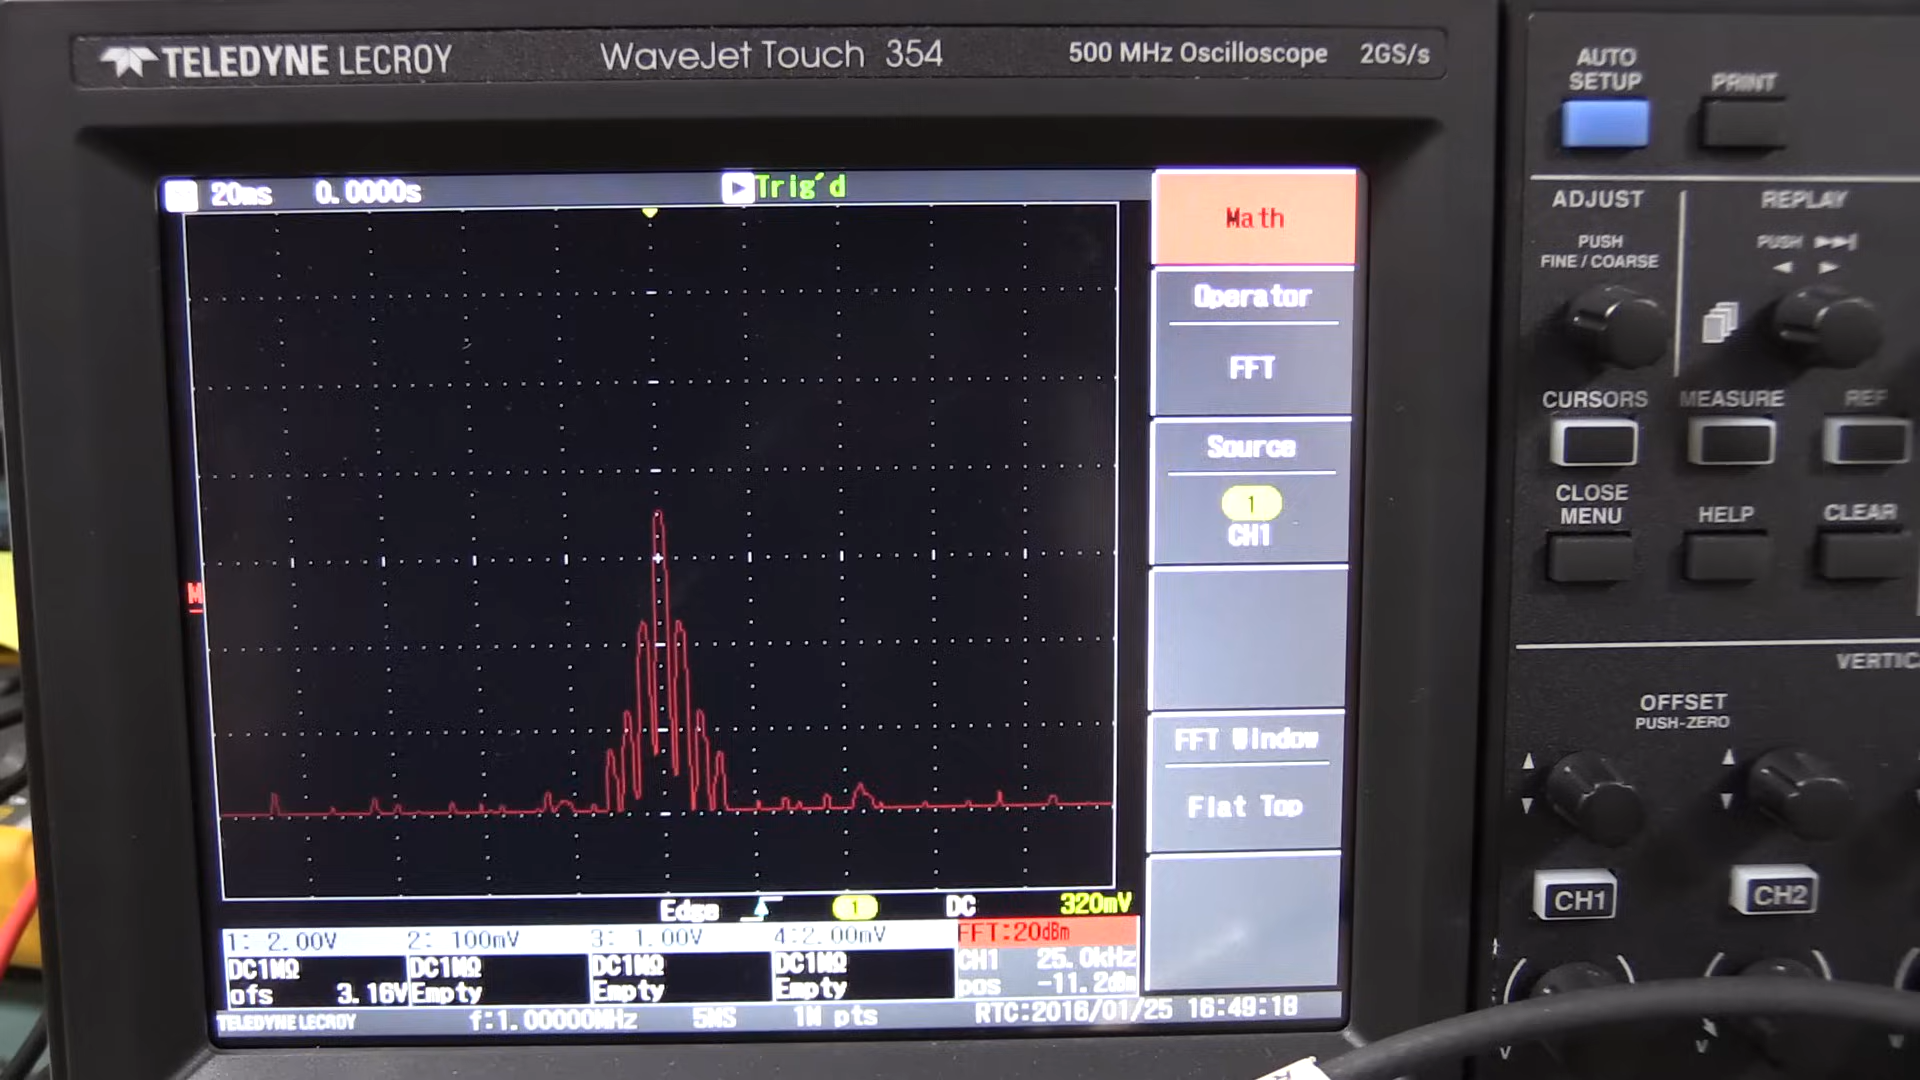 TELEDYNE LECROY WaveJet Touch 354 500 MHz Oscilloscope 2GS/s
20ms 0.0000s Trig'd
Math
Operator
FFT
Source
1
CH1
FFT Window
Flat Top
M
Edge 1 DC 320mV
1: 2.00V 2: 100mV 3: 1.00V 4:2.00mV FFT:20dBm
DC1MΩ DC1MΩ DC1MΩ DC1MΩ CH1 25.0kHz
ofs 3.16V Empty Empty Empty pos -11.2dBm
TELEDYNE LECROY f:1.00000MHz 5MS 1M pts RTC:2016/01/25 16:49:18
AUTO
SETUP
PRINT
ADJUST
PUSH
FINE / COARSE
REPLAY
PUSH
CURSORS
MEASURE
REF
CLOSE
MENU
HELP
CLEAR
VERTIC
OFFSET
PUSH-ZERO
CH1
CH2
V
V